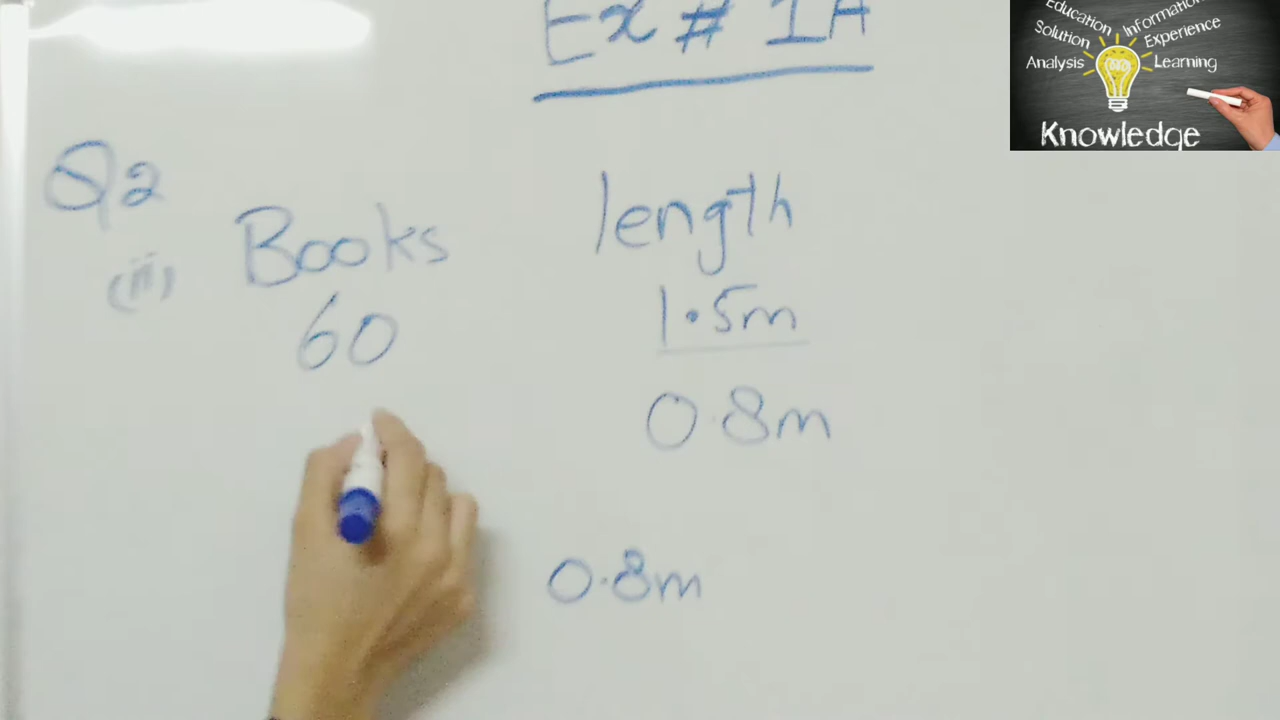 Ex # 1A
Q2
(ii)
Books length
60 1.5m
0.8m
0.8m
Education Information
Solution Experience
Analysis Learning
Knowledge